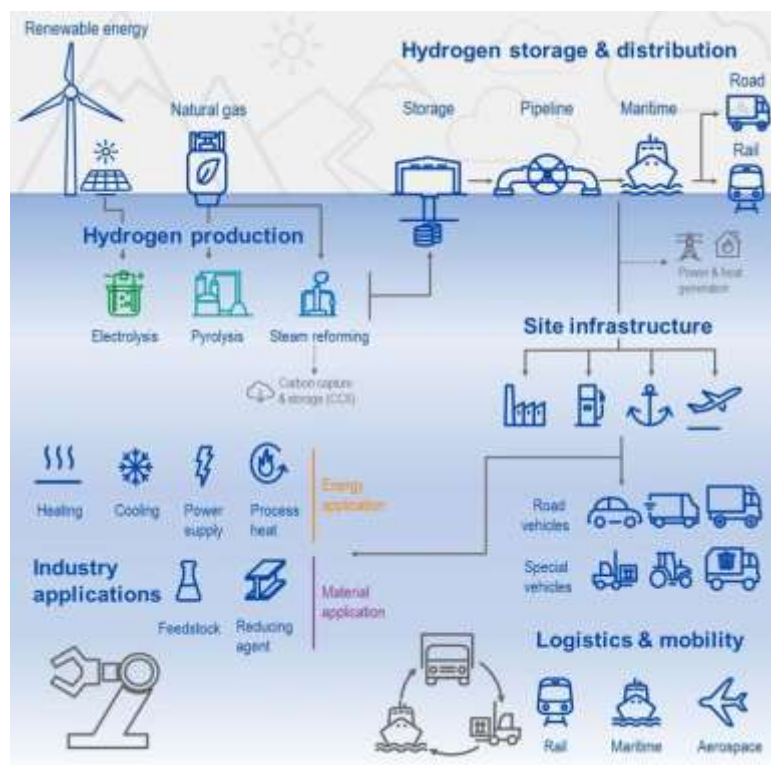 Renewable energy
Natural gas
Hydrogen storage & distribution
Storage
Pipeline
Maritime
Road
Rail
Hydrogen production
Electrolysis
Pyrolysis
Steam reforming
Carbon capture
& storage (CCS)
Power & heat
generation
Site infrastructure
Heating
Cooling
Power
supply
Process
heat
Energy
application
Industry
applications
Feedstock
Reducing
agent
Material
application
Road
vehicles
Special
vehicles
Logistics & mobility
Rail
Maritime
Aerospace